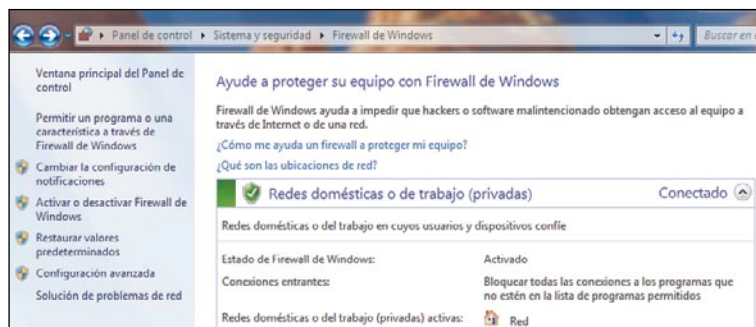 Panel de control ▸ Sistema y seguridad ▸ Firewall de Windows
Buscar en
Ventana principal del Panel de
control
Permitir un programa o una
característica a través de
Firewall de Windows
Cambiar la configuración de
notificaciones
Activar o desactivar Firewall de
Windows
Restaurar valores
predeterminados
Configuración avanzada
Solución de problemas de red
Ayude a proteger su equipo con Firewall de Windows
Firewall de Windows ayuda a impedir que hackers o software malintencionado obtengan acceso al equipo a
través de Internet o de una red.
¿Cómo me ayuda un firewall a proteger mi equipo?
¿Qué son las ubicaciones de red?
Redes domésticas o de trabajo (privadas) Conectado
Redes domésticas o del trabajo en cuyos usuarios y dispositivos confíe
Estado de Firewall de Windows: Activado
Conexiones entrantes: Bloquear todas las conexiones a los programas que
no estén en la lista de programas permitidos
Redes domésticas o del trabajo (privadas) activas: Red